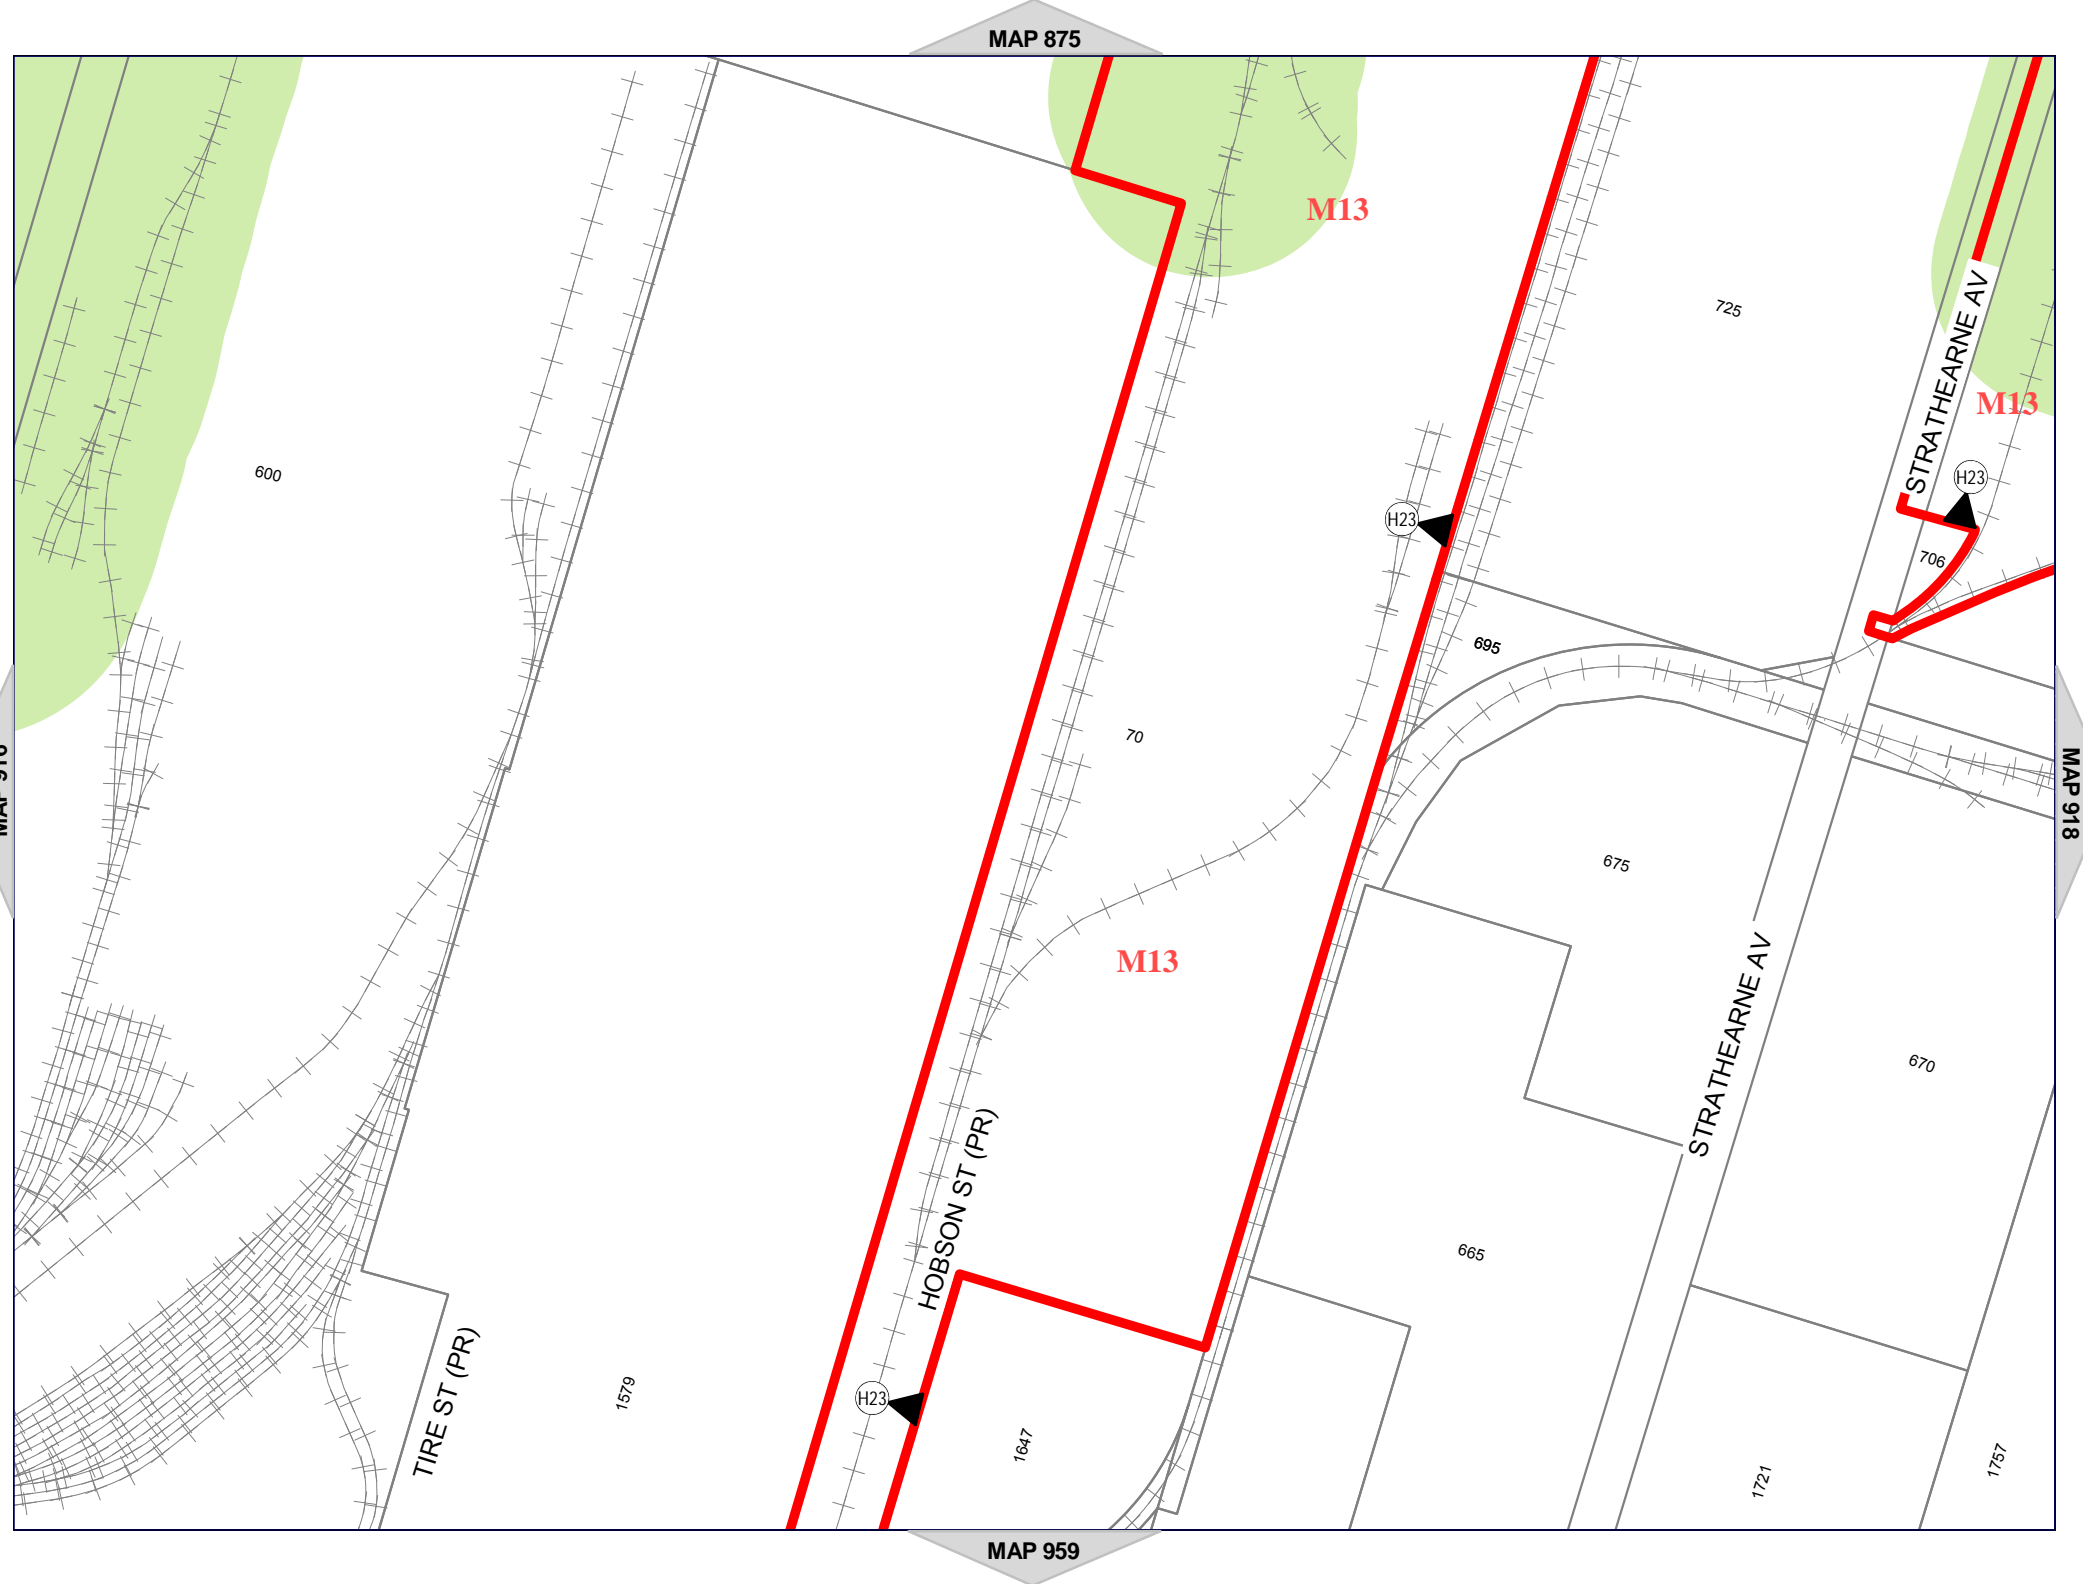 MAP 875
M13
725
STRATHEARNE AV
M13
600
H23
H23
706
695
70
MAP 918
675
M13
STRATHEARNE AV
670
HOBSON ST (PR)
665
TIRE ST (PR)
1579
H23
1647
1721
1757
MAP 959